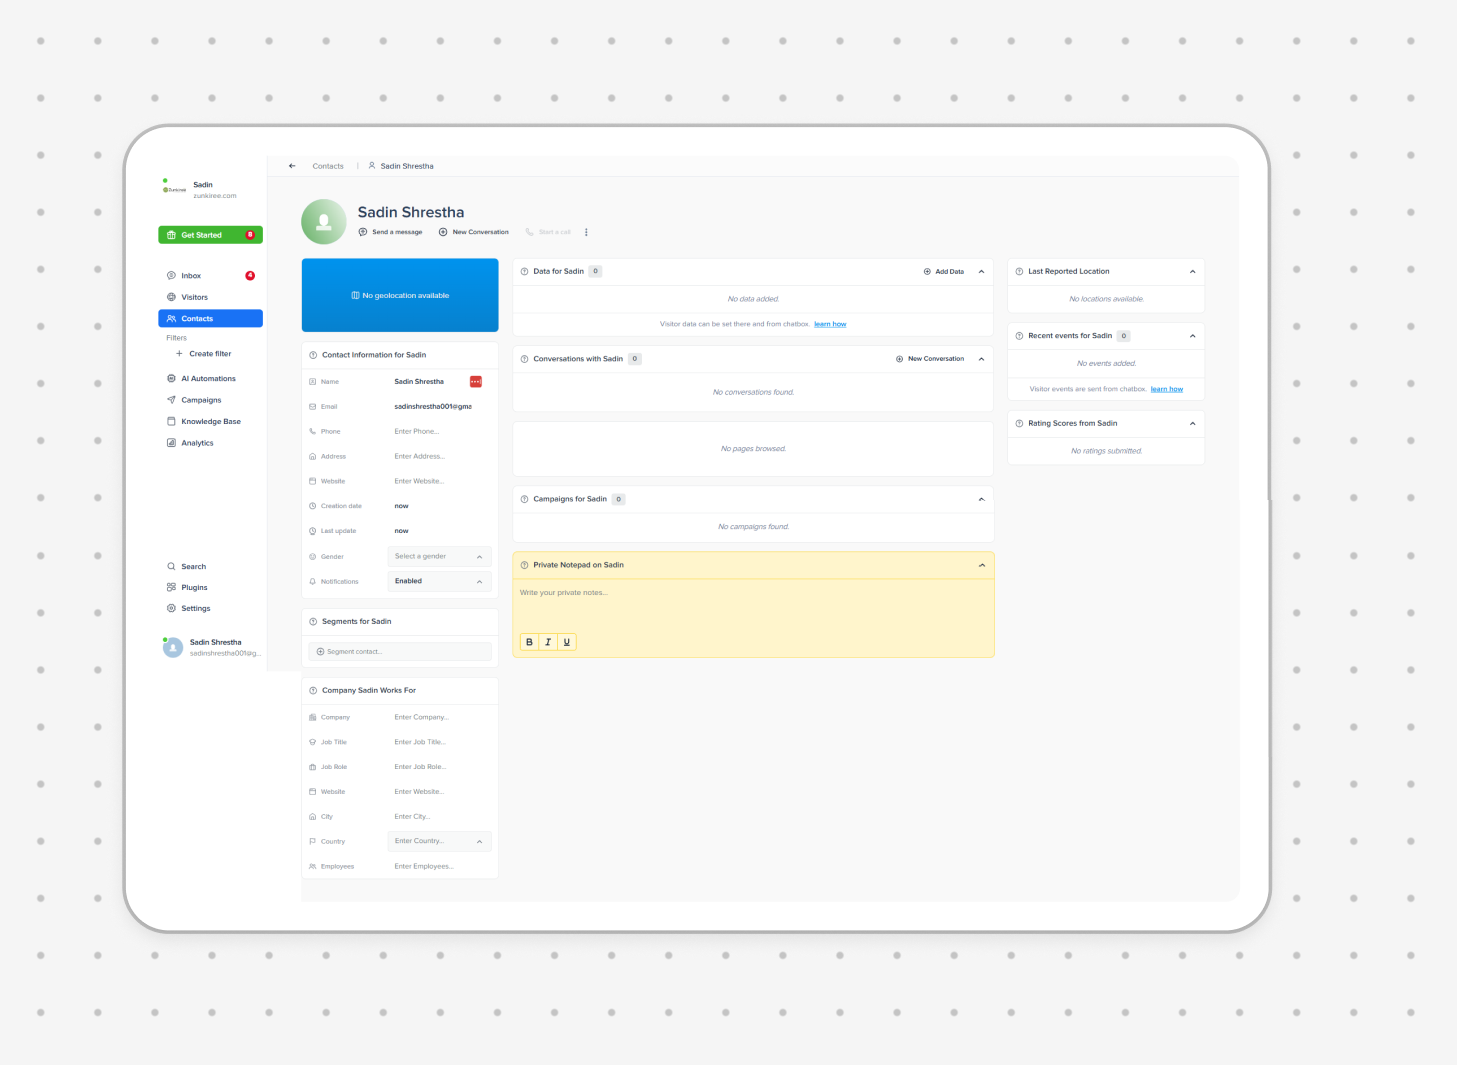 Sadin
zunkiree.com
Get Started 8
Inbox 4
Visitors
Contacts
Filters
Create filter
AI Automations
Campaigns
Knowledge Base
Analytics
Search
Plugins
Settings
Sadin Shrestha
sadinshrestha001@g...
Contacts | Sadin Shrestha
Sadin Shrestha
Send a message New Conversation Start a call
No geolocation available
Contact Information for Sadin
Name Sadin Shrestha
Email sadinshrestha001@gma
Phone Enter Phone...
Address Enter Address...
Website Enter Website...
Creation date now
Last update now
Gender Select a gender
Notifications Enabled
Segments for Sadin
Segment contact...
Company Sadin Works For
Company Enter Company...
Job Title Enter Job Title...
Job Role Enter Job Role...
Website Enter Website...
City Enter City...
Country Enter Country...
Employees Enter Employees...
Data for Sadin 0 Add Data
No data added.
Visitor data can be set there and from chatbox. learn how
Conversations with Sadin 0 New Conversation
No conversations found.
No pages browsed.
Campaigns for Sadin 0
No campaigns found.
Private Notepad on Sadin
Write your private notes...
B I U
Last Reported Location
No locations available.
Recent events for Sadin 0
No events added.
Visitor events are sent from chatbox. learn how
Rating Scores from Sadin
No ratings submitted.